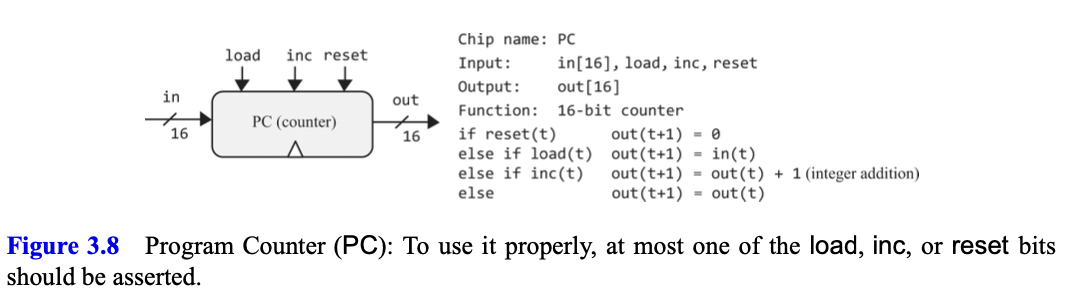 load inc reset
in
16
PC (counter)
out
16
Chip name: PC
Input: in[16], load, inc, reset
Output: out[16]
Function: 16-bit counter
if reset(t) out(t+1) = 0
else if load(t) out(t+1) = in(t)
else if inc(t) out(t+1) = out(t) + 1 (integer addition)
else out(t+1) = out(t)
Figure 3.8 Program Counter (PC): To use it properly, at most one of the load, inc, or reset bits
should be asserted.